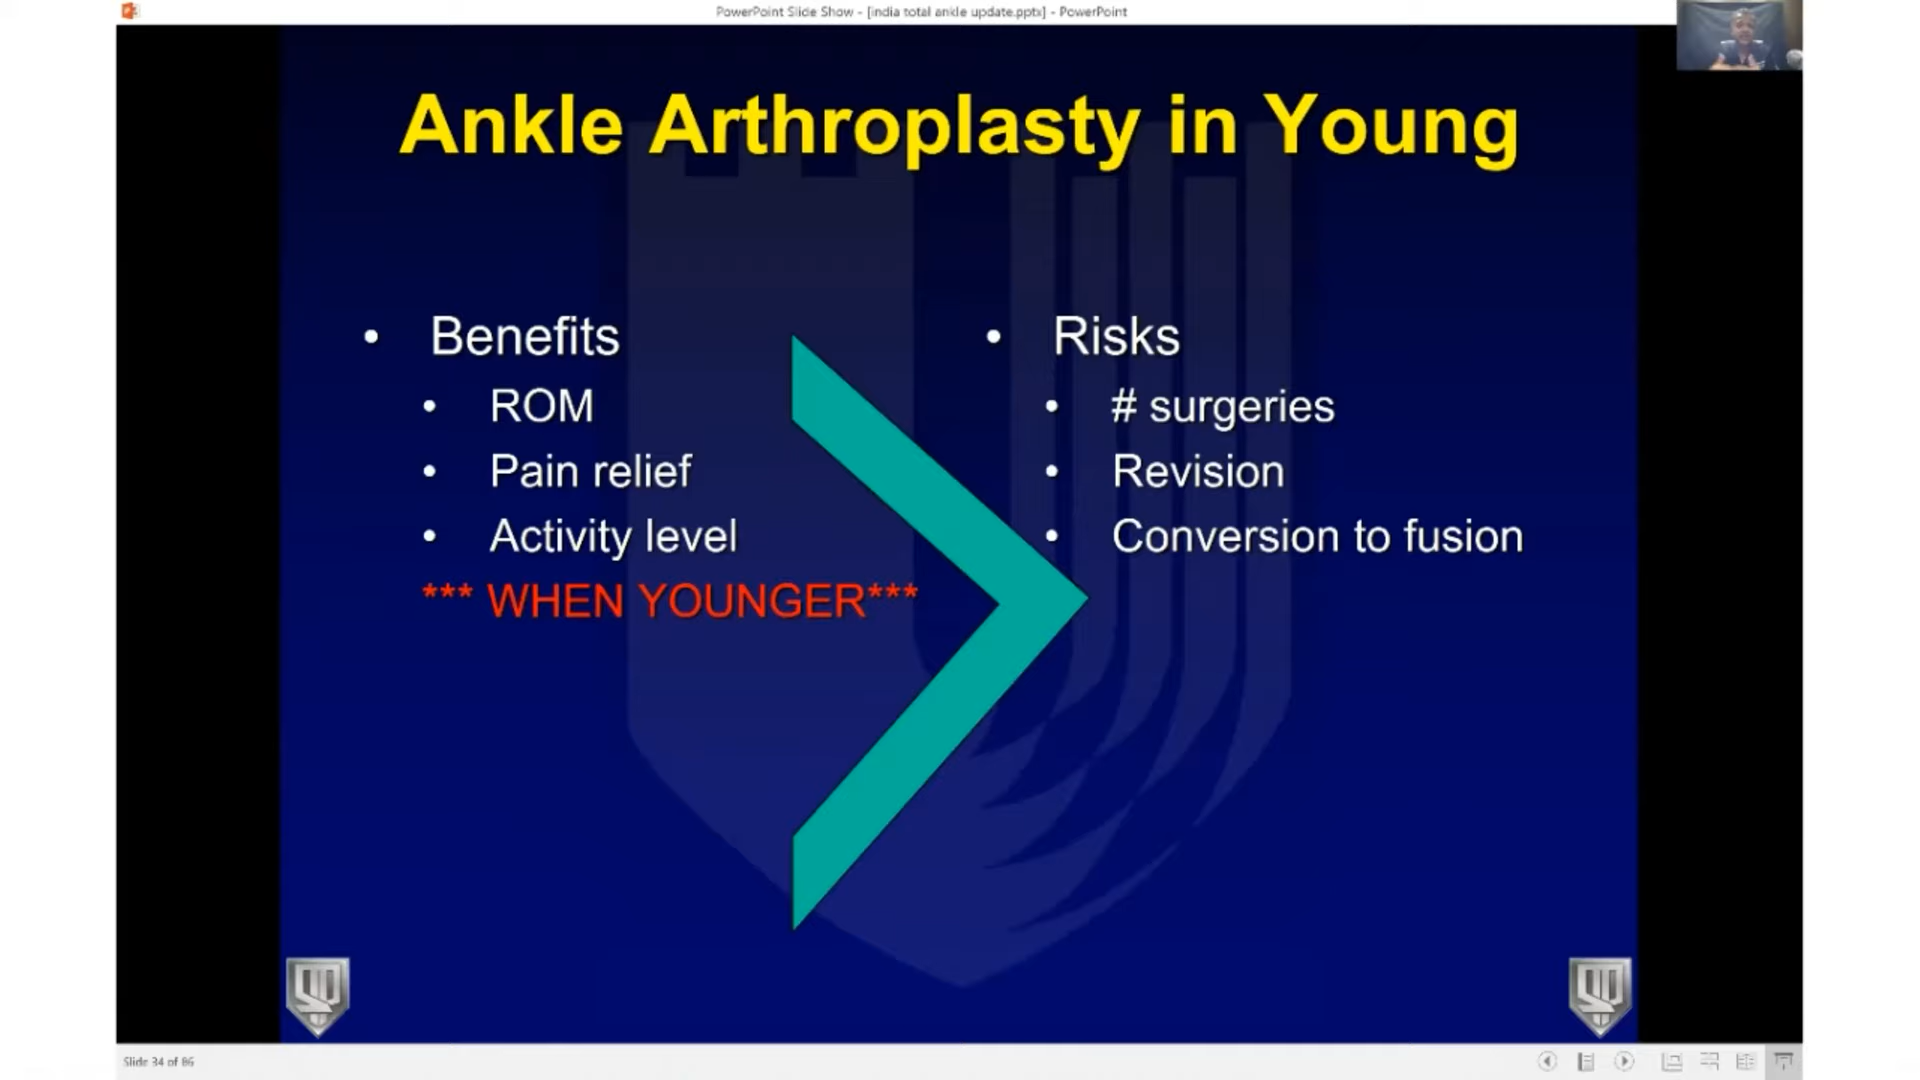 PowerPoint Slide Show - [india total ankle update.pptx] - PowerPoint
Ankle Arthroplasty in Young
• Benefits
• ROM
• Pain relief
• Activity level
*** WHEN YOUNGER***
• Risks
• # surgeries
• Revision
• Conversion to fusion
Slide 34 of 86